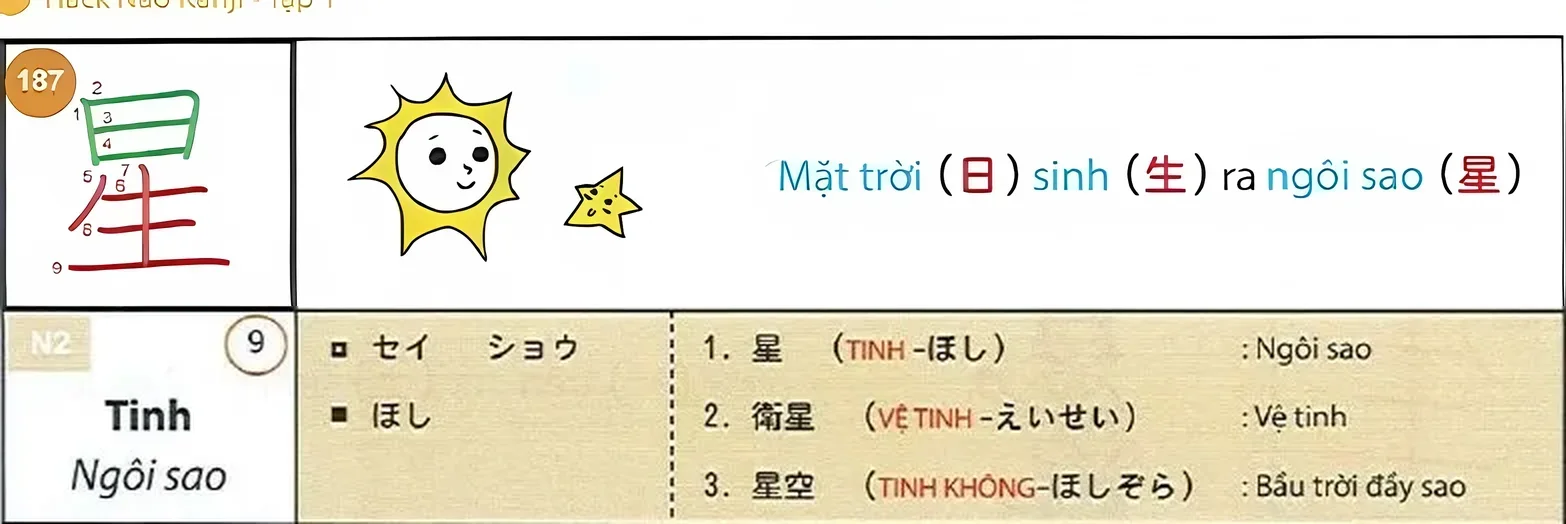 Hack Não Kanji - Tập 1
187
1
2
3
4
5
6
7
8
9
Mặt trời (日) sinh (生) ra ngôi sao (星)
N2
9
Tinh
Ngôi sao
セイ ショウ
ほし
1. 星 (TINH -ほし) : Ngôi sao
2. 衛星 (VỆ TINH -えいせい) : Vệ tinh
3. 星空 (TINH KHÔNG-ほしぞら) : Bầu trời đầy sao